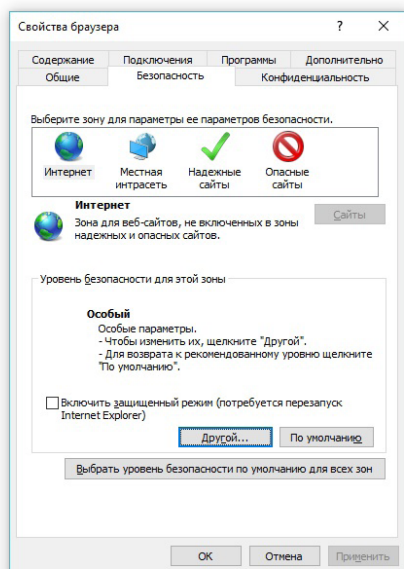 Свойства браузера
Содержание Подключения Программы Дополнительно
Общие Безопасность Конфиденциальность
Выберите зону для параметры ее параметров безопасности.
Интернет Местная интрасеть Надежные сайты Опасные сайты
Интернет
Сайты
Зона для веб-сайтов, не включенных в зоны
надежных и опасных сайтов.
Уровень безопасности для этой зоны
Особый
Особые параметры.
- Чтобы изменить их, щелкните "Другой".
- Для возврата к рекомендованному уровню щелкните
"По умолчанию".
Включить защищенный режим (потребуется перезапуск
Internet Explorer)
Другой... По умолчанию
Выбрать уровень безопасности по умолчанию для всех зон
ОК Отмена Применить